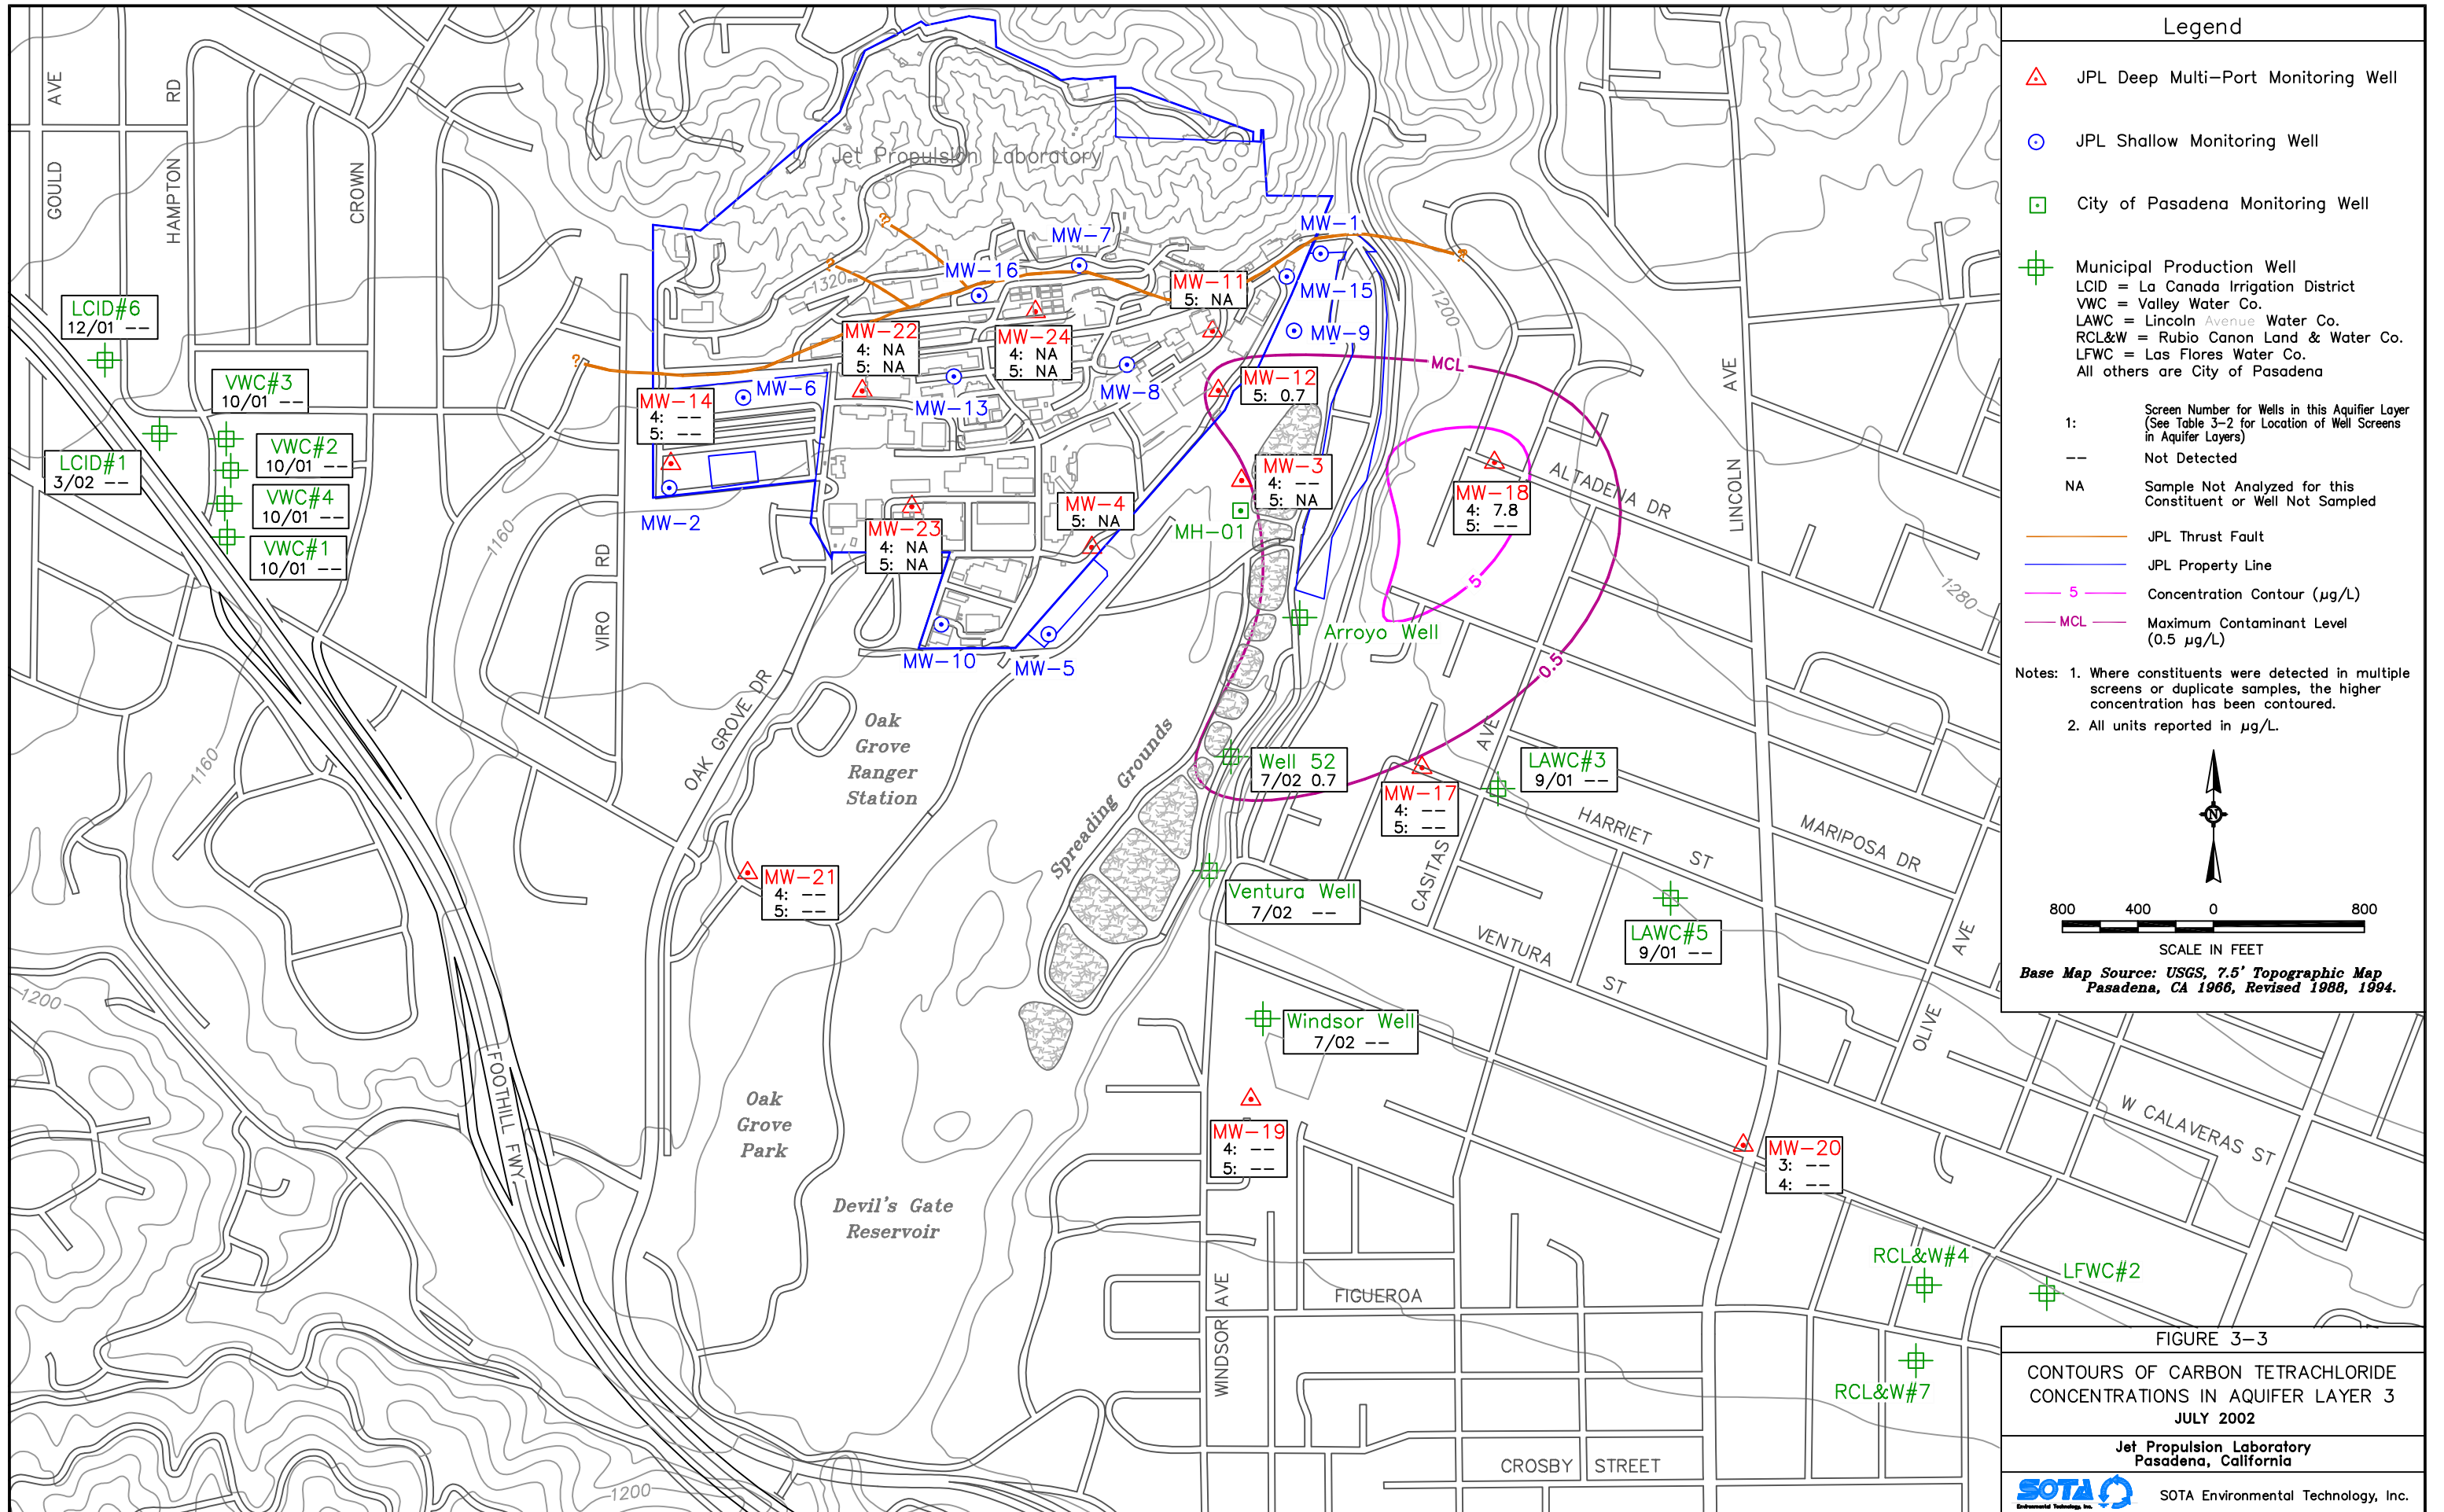 Legend
JPL Deep Multi-Port Monitoring Well
JPL Shallow Monitoring Well
City of Pasadena Monitoring Well
Municipal Production Well
LCID = La Canada Irrigation District
VWC = Valley Water Co.
LAWC = Lincoln Avenue Water Co.
RCL&W = Rubio Canon Land & Water Co.
LFWC = Las Flores Water Co.
All others are City of Pasadena
1:
Screen Number for Wells in this Aquifier Layer
(See Table 3-2 for Location of Well Screens
in Aquifer Layers)
--
Not Detected
NA
Sample Not Analyzed for this
Constituent or Well Not Sampled
JPL Thrust Fault
JPL Property Line
5
Concentration Contour (µg/L)
MCL
Maximum Contaminant Level
(0.5 µg/L)
Notes: 1. Where constituents were detected in multiple
screens or duplicate samples, the higher
concentration has been contoured.
2. All units reported in µg/L.
N
800 400 0 800
SCALE IN FEET
Base Map Source: USGS, 7.5' Topographic Map
Pasadena, CA 1966, Revised 1988, 1994.
FIGURE 3-3
CONTOURS OF CARBON TETRACHLORIDE
CONCENTRATIONS IN AQUIFER LAYER 3
JULY 2002
Jet Propulsion Laboratory
Pasadena, California
SOTA
Environmental Technology, Inc.
SOTA Environmental Technology, Inc.
GOULD AVE
HAMPTON RD
CROWN
VIRO RD
LCID#6
12/01 --
LCID#1
3/02 --
VWC#3
10/01 --
VWC#2
10/01 --
VWC#4
10/01 --
VWC#1
10/01 --
Jet Propulsion Laboratory
?
?
?
?
1320
1200
1160
1160
1280
1200
1200
MW-7
MW-1
MW-16
MW-15
MW-9
MW-11
5: NA
MW-22
4: NA
5: NA
MW-24
4: NA
5: NA
MW-12
5: 0.7
MW-6
MW-13
MW-8
MW-14
4: --
5: --
MW-2
MW-3
4: --
5: NA
MW-4
5: NA
MH-01
MW-23
4: NA
5: NA
MW-18
4: 7.8
5: --
MCL
5
0.5
MW-10
MW-5
Arroyo Well
ALTADENA DR
LINCOLN AVE
OAK GROVE DR
Oak
Grove
Ranger
Station
Spreading Grounds
Well 52
7/02 0.7
MW-17
4: --
5: --
LAWC#3
9/01 --
CASITAS AVE
HARRIET ST
MARIPOSA DR
MW-21
4: --
5: --
Ventura Well
7/02 --
VENTURA ST
LAWC#5
9/01 --
OLIVE AVE
Windsor Well
7/02 --
FOOTHILL FWY
Oak
Grove
Park
MW-19
4: --
5: --
MW-20
3: --
4: --
W CALAVERAS ST
Devil's Gate
Reservoir
WINDSOR AVE
FIGUEROA
RCL&W#4
LFWC#2
RCL&W#7
CROSBY STREET